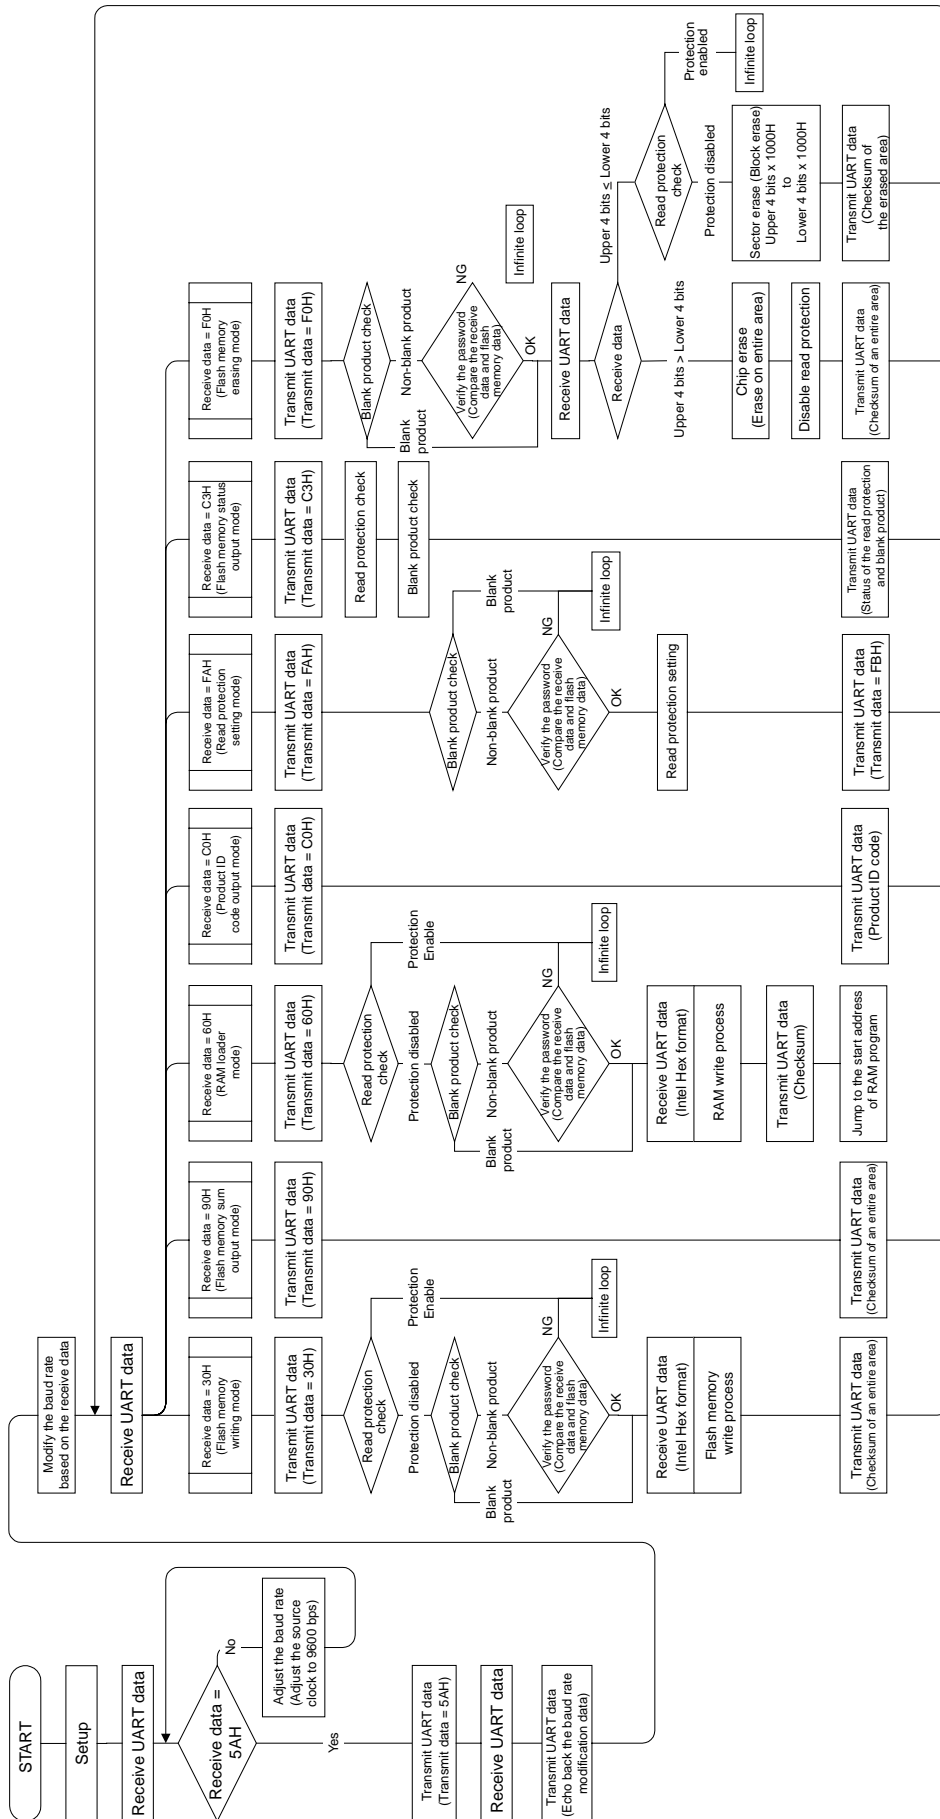 START
Setup
Receive UART data
Receive data =
5AH
No
Adjust the baud rate
(Adjust the source
clock to 9600 bps)
Yes
Transmit UART data
(Transmit data = 5AH)
Receive UART data
Transmit UART data
(Echo back the baud rate
modification data)
Modify the baud rate
based on the receive data
Receive UART data
Receive data = 30H
(Flash memory
writing mode)
Transmit UART data
(Transmit data = 30H)
Read protection
check
Protection
Enable
Protection disabled
Blank product check
Blank
product
Non-blank product
Verify the password
(Compare the receive
data and flash
memory data)
NG
Infinite loop
OK
Receive UART data
(Intel Hex format)
Flash memory
write process
Transmit UART data
(Checksum of an entire area)
Receive data = 90H
(Flash memory sum
output mode)
Transmit UART data
(Transmit data = 90H)
Transmit UART data
(Checksum of an entire area)
Receive data = 60H
(RAM loader
mode)
Transmit UART data
(Transmit data = 60H)
Read protection
check
Protection
Enable
Protection disabled
Blank product check
Blank
product
Non-blank product
Verify the password
(Compare the receive
data and flash
memory data)
NG
Infinite loop
OK
Receive UART data
(Intel Hex format)
RAM write process
Transmit UART data
(Checksum)
Jump to the start address
of RAM program
Receive data = C0H
(Product ID
code output mode)
Transmit UART data
(Transmit data = C0H)
Transmit UART data
(Product ID code)
Receive data = FAH
(Read protection
setting mode)
Transmit UART data
(Transmit data = FAH)
Blank product check
Blank
product
Non-blank product
Verify the password
(Compare the receive
data and flash
memory data)
NG
Infinite loop
OK
Read protection setting
Transmit UART data
(Transmit data = FBH)
Receive data = C3H
(Flash memory status
output mode)
Transmit UART data
(Transmit data = C3H)
Read protection check
Blank product check
Transmit UART data
(Status of the read protection
and blank product)
Receive data = F0H
(Flash memory
erasing mode)
Transmit UART data
(Transmit data = F0H)
Blank product check
Blank
product
Non-blank product
Verify the password
(Compare the receive
data and flash
memory data)
NG
Infinite loop
OK
Receive UART data
Receive data
Upper 4 bits > Lower 4 bits
Upper 4 bits ≤ Lower 4 bits
Chip erase
(Erase on entire area)
Disable read protection
Transmit UART data
(Checksum of an entire area)
Read protection
check
Protection
enabled
Infinite loop
Protection disabled
Sector erase (Block erase)
Upper 4 bits x 1000H
to
Lower 4 bits x 1000H
Transmit UART data
(Checksum of
the erased area)